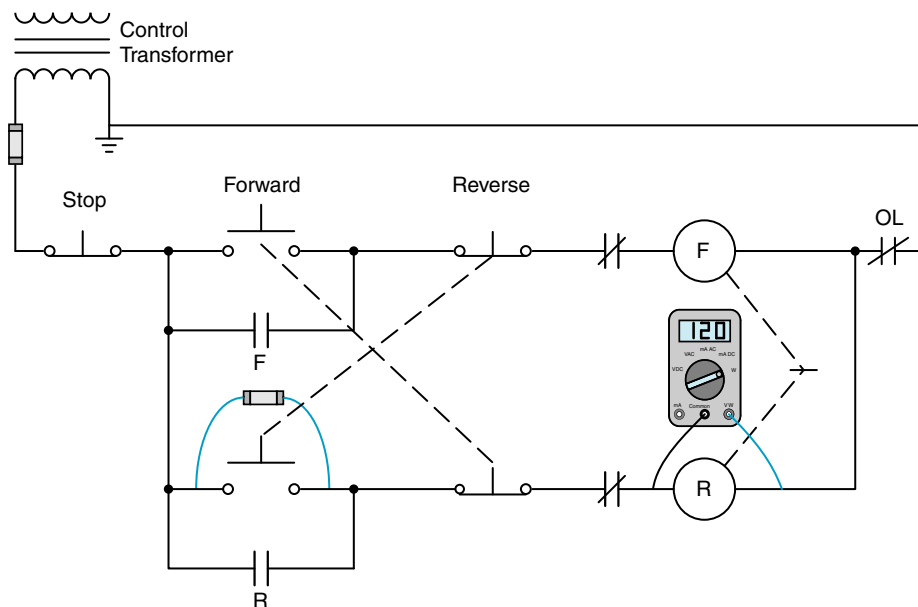 Control
Transformer
Forward
Reverse
Stop
OL
F
F
120
mA AC
VAC
mA DC
VDC
W
mA
Common
V W
R
R